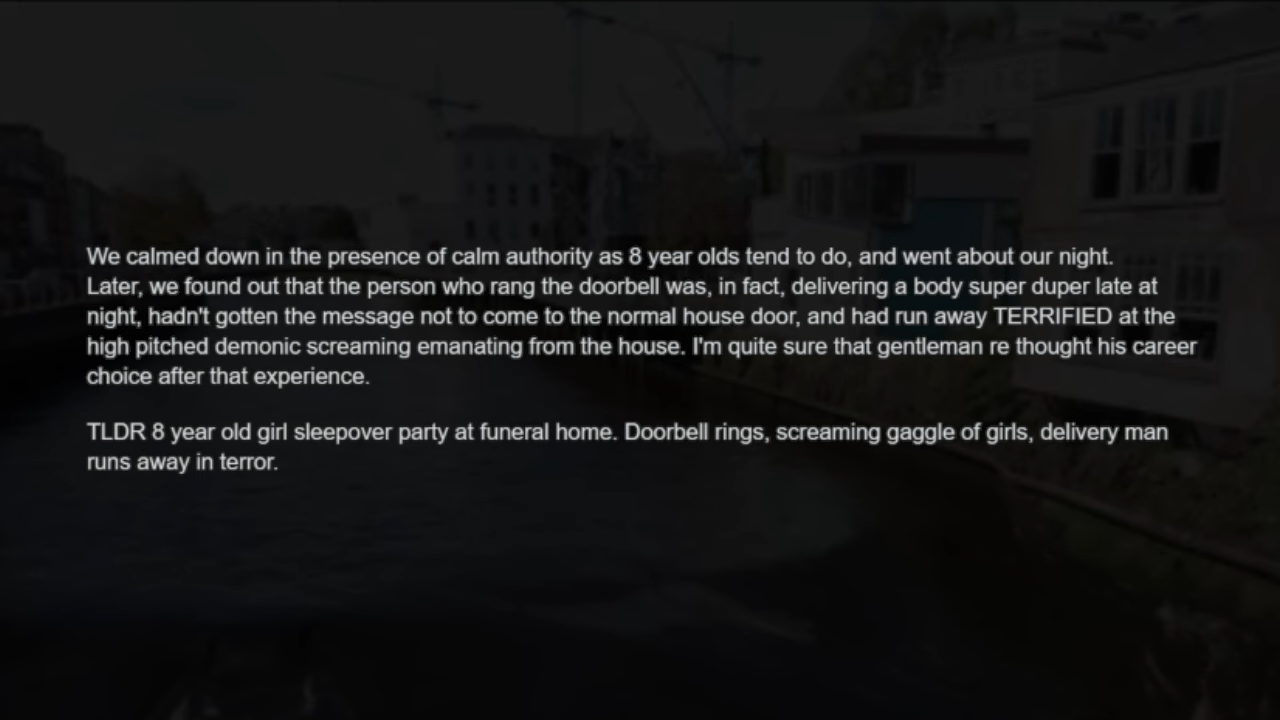 We calmed down in the presence of calm authority as 8 year olds tend to do, and went about our night.
Later, we found out that the person who rang the doorbell was, in fact, delivering a body super duper late at
night, hadn't gotten the message not to come to the normal house door, and had run away TERRIFIED at the
high pitched demonic screaming emanating from the house. I'm quite sure that gentleman re thought his career
choice after that experience.
TLDR 8 year old girl sleepover party at funeral home. Doorbell rings, screaming gaggle of girls, delivery man
runs away in terror.